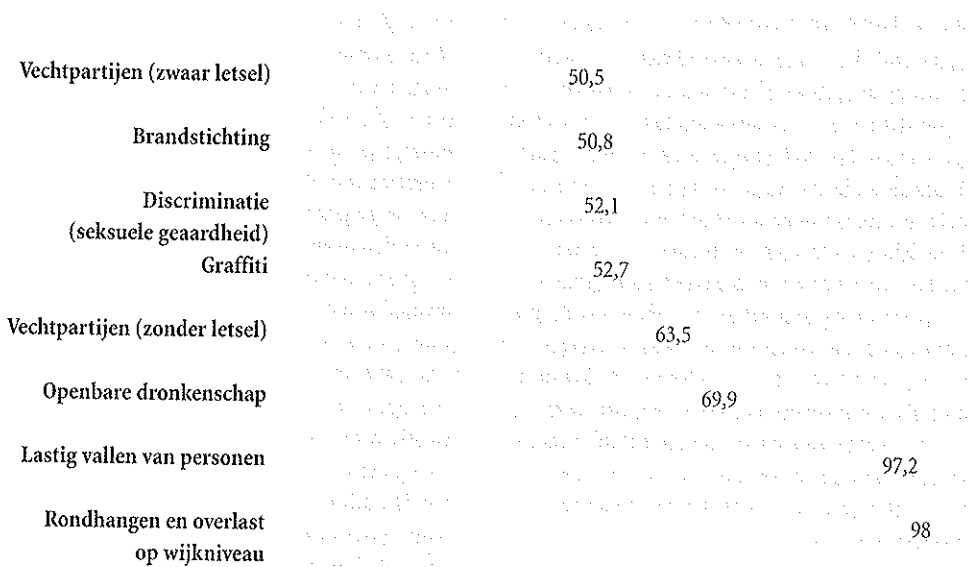 Vechtpartijen (zwaar letsel) 50,5
Brandstichting 50,8
Discriminatie 52,1
(seksuele geaardheid)
Graffiti 52,7
Vechtpartijen (zonder letsel) 63,5
Openbare dronkenschap 69,9
Lastig vallen van personen 97,2
Rondhangen en overlast 98
op wijkniveau